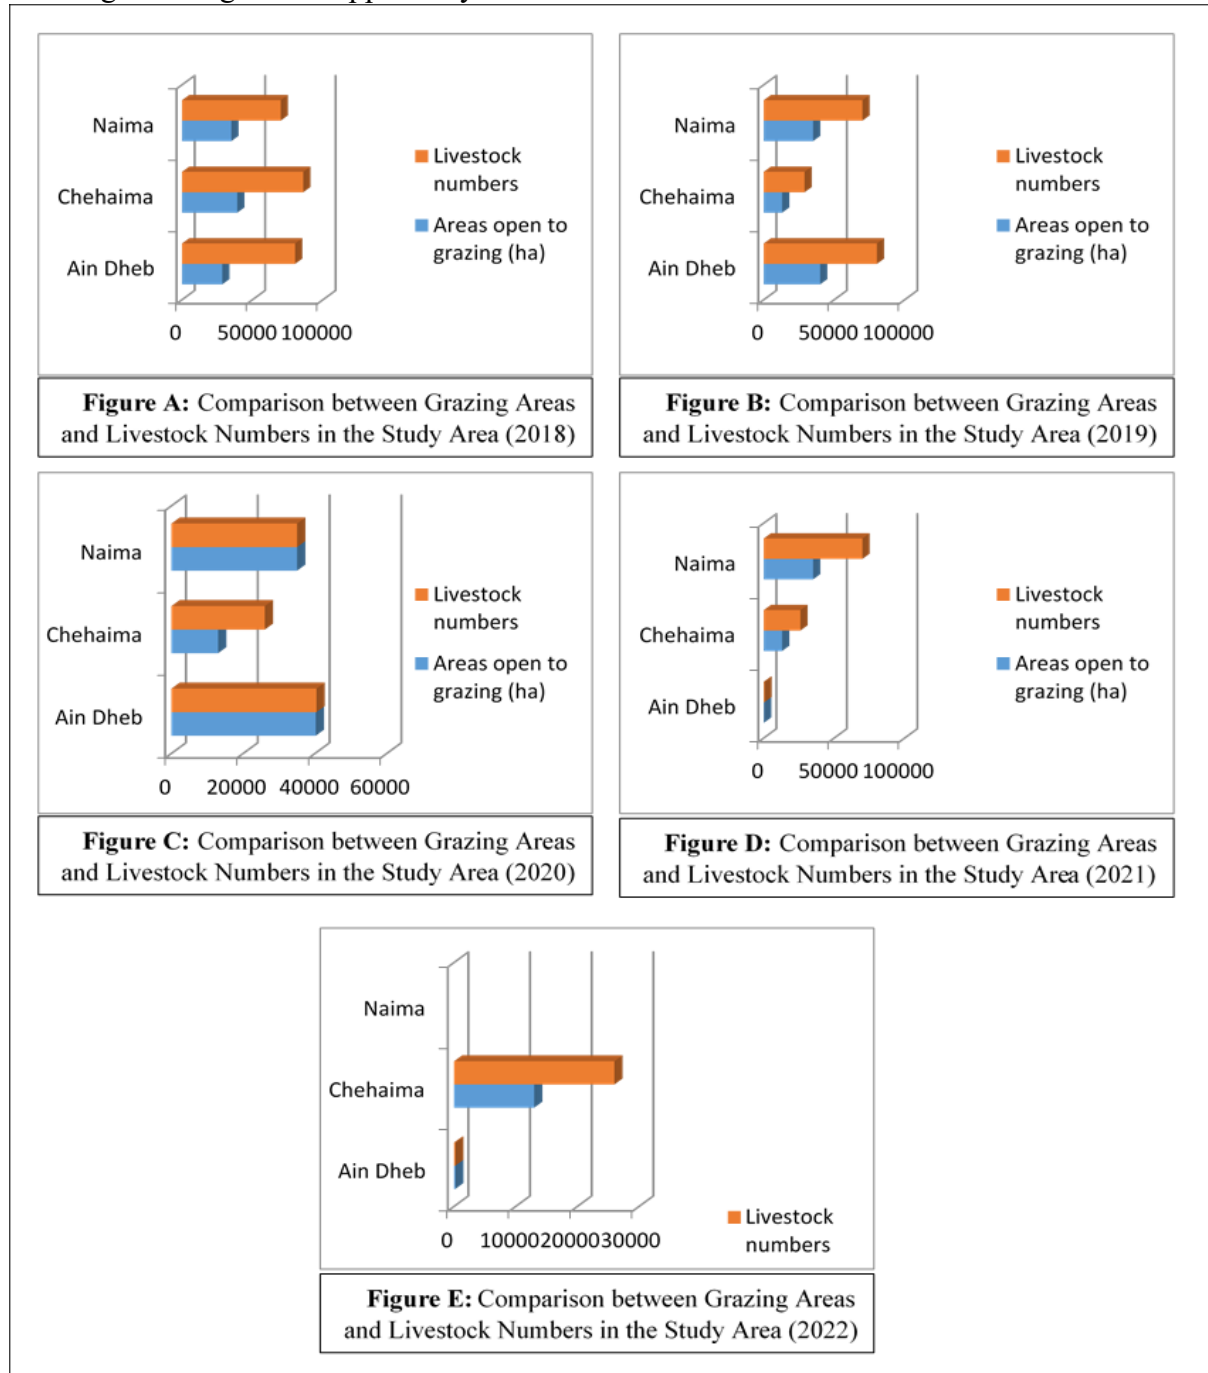 Naima
Chehaima
Ain Dheb
0 50000 100000
Livestock
numbers
Areas open to
grazing (ha)
Figure A: Comparison between Grazing Areas
and Livestock Numbers in the Study Area (2018)
Naima
Chehaima
Ain Dheb
0 50000 100000
Livestock
numbers
Areas open to
grazing (ha)
Figure B: Comparison between Grazing Areas
and Livestock Numbers in the Study Area (2019)
Naima
Chehaima
Ain Dheb
0 20000 40000 60000
Livestock
numbers
Areas open to
grazing (ha)
Figure C: Comparison between Grazing Areas
and Livestock Numbers in the Study Area (2020)
Naima
Chehaima
Ain Dheb
0 50000 100000
Livestock
numbers
Areas open to
grazing (ha)
Figure D: Comparison between Grazing Areas
and Livestock Numbers in the Study Area (2021)
Naima
Chehaima
Ain Dheb
0 10000 20000 30000
Livestock
numbers
Figure E: Comparison between Grazing Areas
and Livestock Numbers in the Study Area (2022)